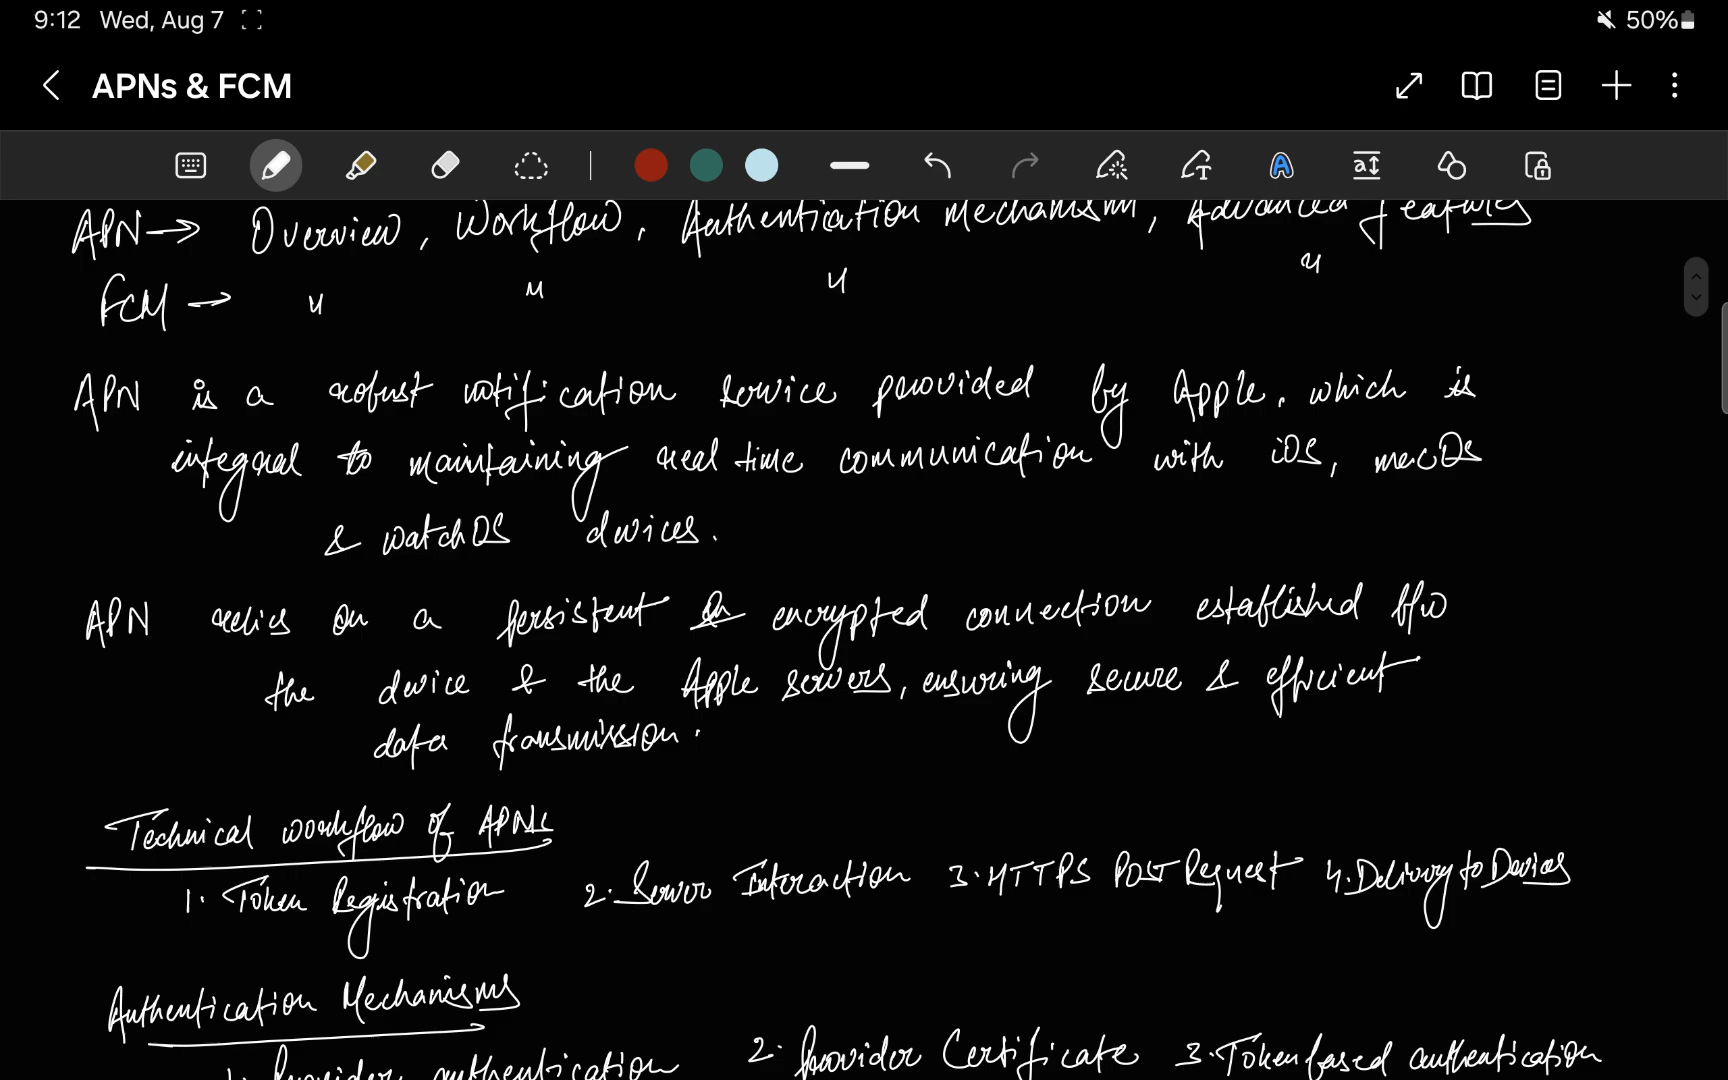 9:12 Wed, Aug 7 50%
APNs & FCM
APN → Overview, Workflow, Authentication Mechanism, Advanced features
FCM → " " " "
APN is a robust notification service provided by Apple, which is
integral to maintaining real time communication with iOS, macOS
& watchOS devices.
APN relies on a persistent & encrypted connection established b/w
the device & the Apple servers, ensuring secure & efficient
data transmission.
Technical workflow of APNs
1. Token Registration 2. Server Interaction 3. HTTPS POST Request 4. Delivery to Devices
Authentication Mechanisms
1. Provider authentication 2. Provider Certificate 3. Token based authentication